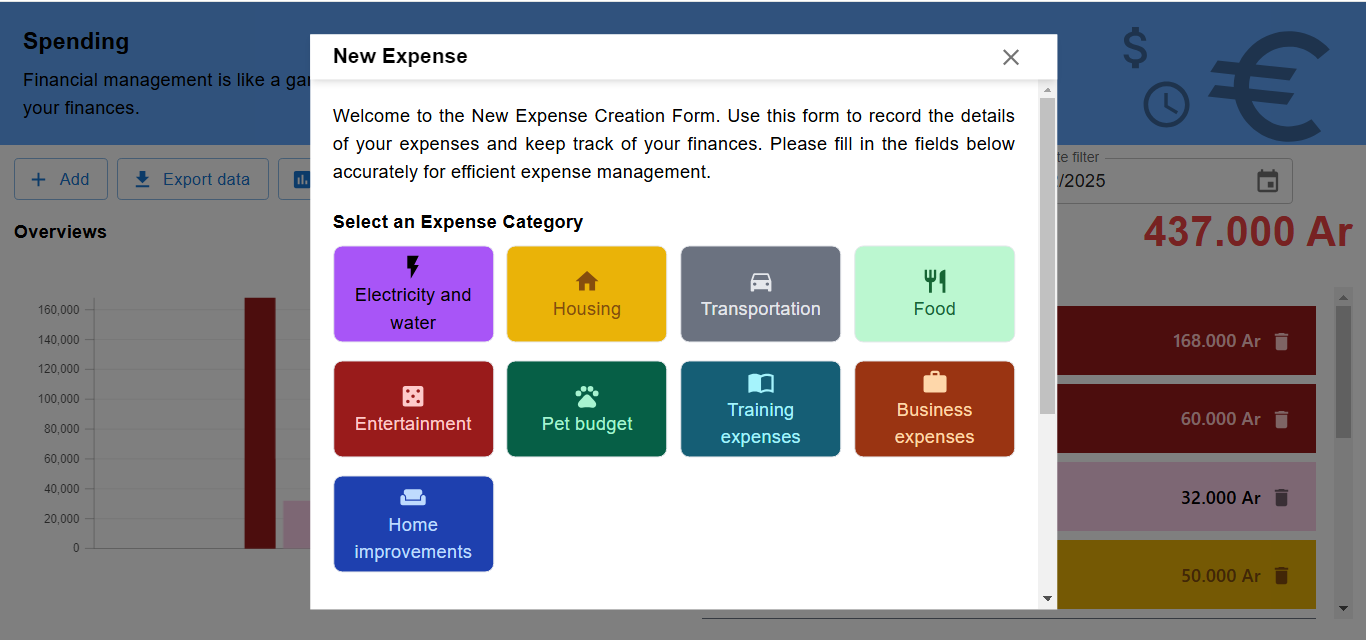 Spending
Financial management is like a gar
your finances.
Add
Export data
Overviews
160,000
140,000
120,000
100,000
80,000
60,000
40,000
20,000
0
New Expense
Welcome to the New Expense Creation Form. Use this form to record the details
of your expenses and keep track of your finances. Please fill in the fields below
accurately for efficient expense management.
Select an Expense Category
Electricity and
water
Housing
Transportation
Food
Entertainment
Pet budget
Training
expenses
Business
expenses
Home
improvements
$
€
te filter
/2025
437.000 Ar
168.000 Ar
60.000 Ar
32.000 Ar
50.000 Ar